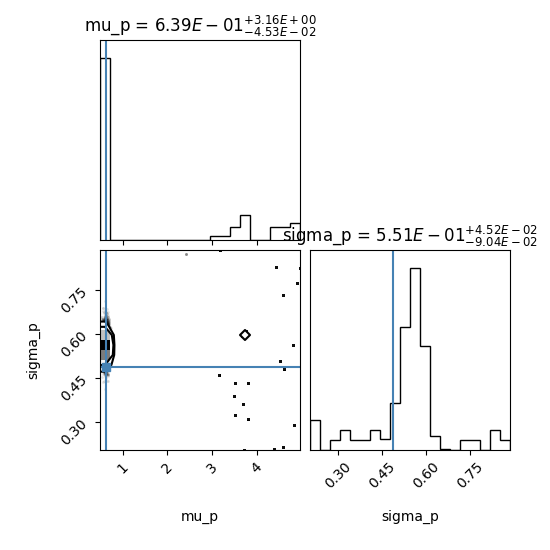 mu_p = 6.39E − 01+3.16E+00−4.53E−02
sigma_p = 5.51E − 01+4.52E−02−9.04E−02
0.75
0.60
0.45
0.30
sigma_p
1 2 3 4
mu_p
0.30 0.45 0.60 0.75
sigma_p